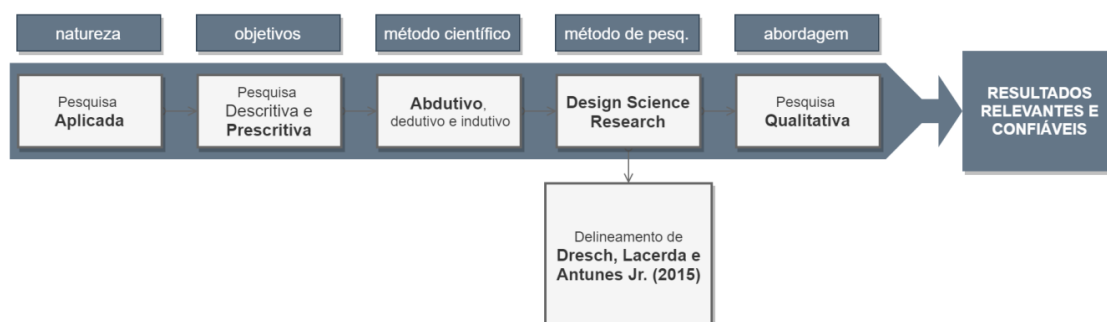 natureza
objetivos
método científico
método de pesq.
abordagem
Pesquisa
Aplicada
Pesquisa
Descritiva e
Prescritiva
Abdutivo,
dedutivo e indutivo
Design Science
Research
Pesquisa
Qualitativa
RESULTADOS
RELEVANTES E
CONFIÁVEIS
Delineamento de
Dresch, Lacerda e
Antunes Jr. (2015)